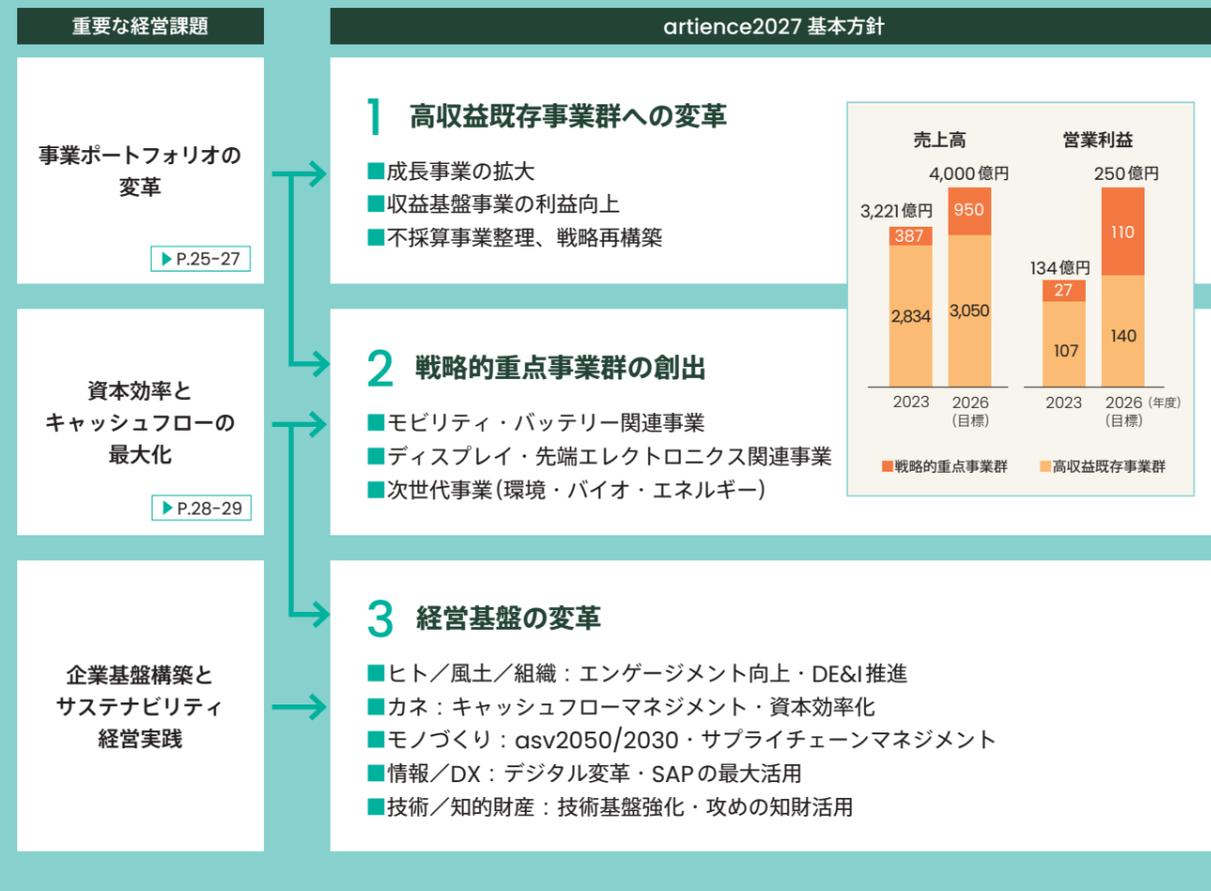 重要な経営課題
artience2027 基本方針
事業ポートフォリオの
変革
▶P.25-27
資本効率と
キャッシュフローの
最大化
▶P.28-29
企業基盤構築と
サステナビリティ
経営実践
1 高収益既存事業群への変革
■成長事業の拡大
■収益基盤事業の利益向上
■不採算事業整理、戦略再構築
2 戦略的重点事業群の創出
■モビリティ・バッテリー関連事業
■ディスプレイ・先端エレクトロニクス関連事業
■次世代事業(環境・バイオ・エネルギー)
売上高
3,221億円
387
2,834
2023
4,000億円
950
3,050
2026
(目標)
営業利益
134億円
27
107
2023
250億円
110
140
2026 (年度)
(目標)
■戦略的重点事業群 ■高収益既存事業群
3 経営基盤の変革
■ヒト／風土／組織：エンゲージメント向上・DE&I推進
■カネ：キャッシュフローマネジメント・資本効率化
■モノづくり：asv2050/2030・サプライチェーンマネジメント
■情報／DX：デジタル変革・SAPの最大活用
■技術／知的財産：技術基盤強化・攻めの知財活用